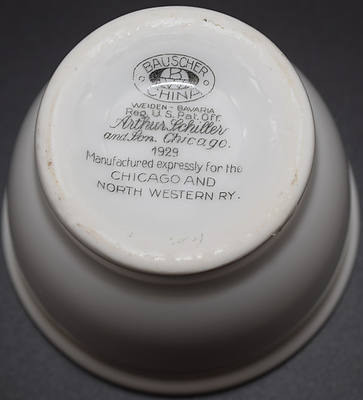 BAUSCHER
B
CHINA
WEIDEN - BAVARIA
Reg. U.S. Pat. Off.
Arthur Schiller
and Son. Chicago.
1929
Manufactured expressly for the
CHICAGO AND
NORTH WESTERN RY.